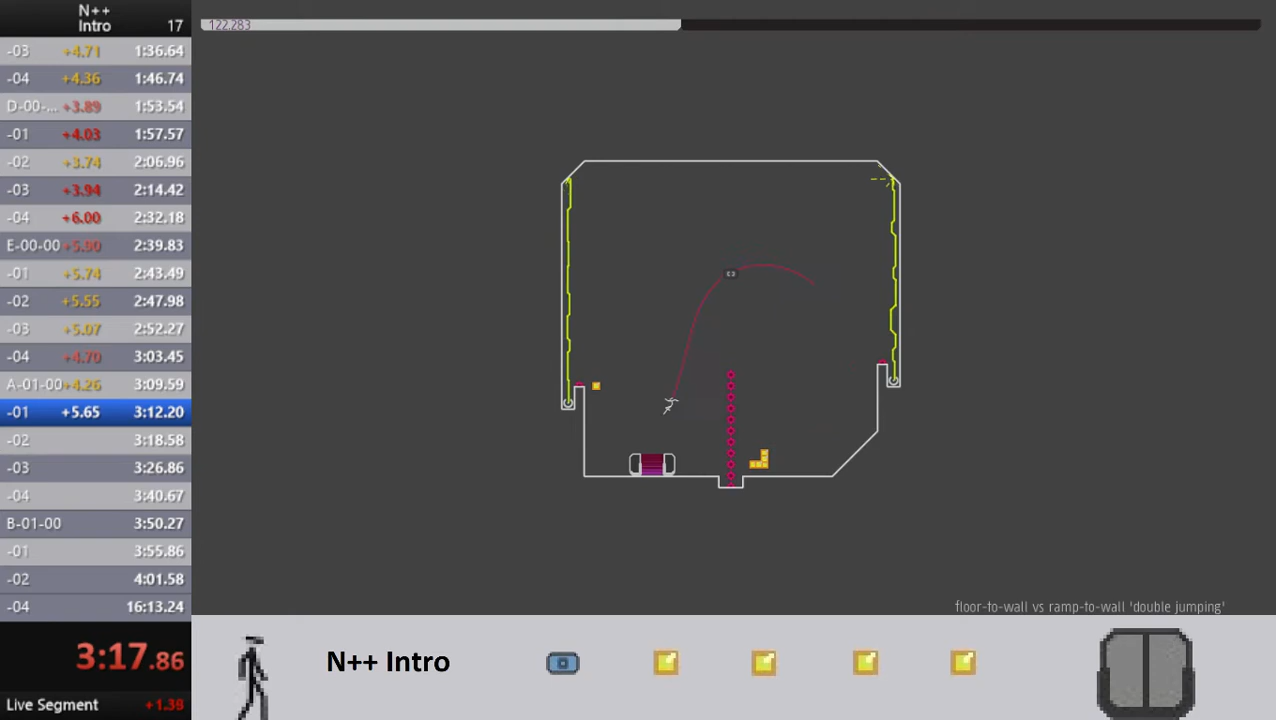 N++
Intro 17
-03 +4.71 1:36.64
-04 +4.36 1:46.74
D-00-... +3.89 1:53.54
-01 +4.03 1:57.57
-02 +3.74 2:06.96
-03 +3.94 2:14.42
-04 +6.00 2:32.18
E-00-00 +5.90 2:39.83
-01 +5.74 2:43.49
-02 +5.55 2:47.98
-03 +5.07 2:52.27
-04 +4.70 3:03.45
A-01-00 +4.26 3:09.59
-01 +5.65 3:12.20
-02 3:18.58
-03 3:26.86
-04 3:40.67
B-01-00 3:50.27
-01 3:55.86
-02 4:01.58
-04 16:13.24
3:17.86
Live Segment +1.39
122.283
floor-to-wall vs ramp-to-wall 'double jumping'
N++ Intro